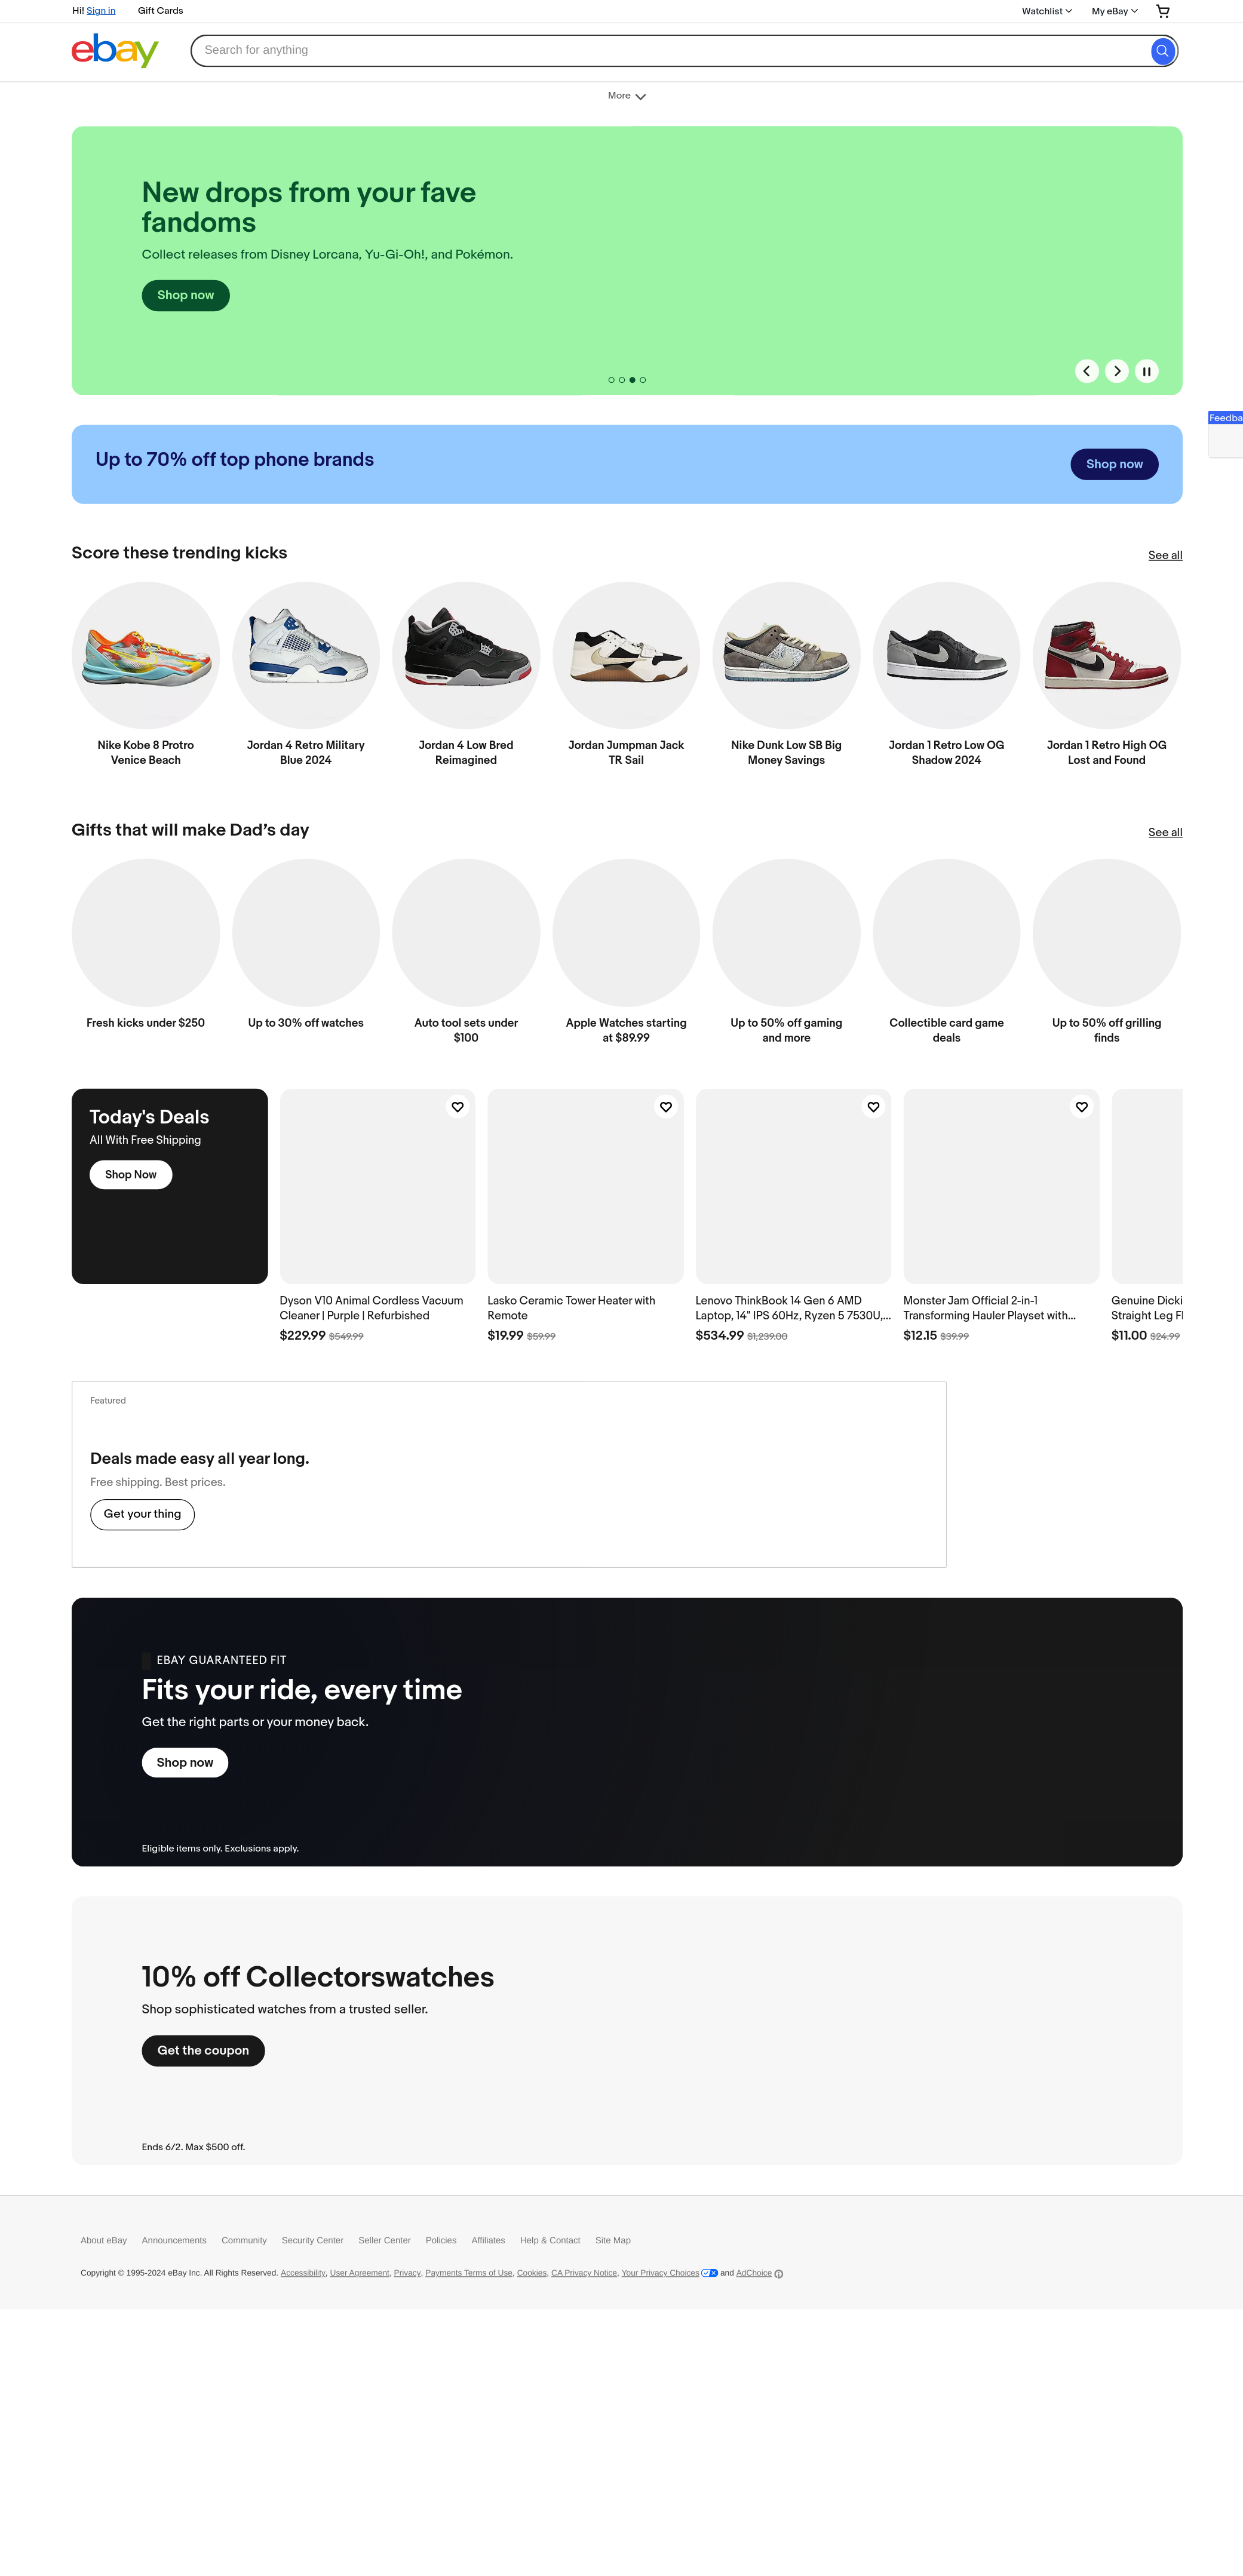 Hi! Sign in Gift Cards Watchlist My eBay
ebay Search for anything
More
New drops from your fave
fandoms
Collect releases from Disney Lorcana, Yu-Gi-Oh!, and Pokémon.
Shop now
Feedba
Up to 70% off top phone brands
Shop now
Score these trending kicks
See all
Nike Kobe 8 Protro
Venice Beach
Jordan 4 Retro Military
Blue 2024
Jordan 4 Low Bred
Reimagined
Jordan Jumpman Jack
TR Sail
Nike Dunk Low SB Big
Money Savings
Jordan 1 Retro Low OG
Shadow 2024
Jordan 1 Retro High OG
Lost and Found
Gifts that will make Dad’s day
See all
Fresh kicks under $250
Up to 30% off watches
Auto tool sets under
$100
Apple Watches starting
at $89.99
Up to 50% off gaming
and more
Collectible card game
deals
Up to 50% off grilling
finds
Today's Deals
All With Free Shipping
Shop Now
Dyson V10 Animal Cordless Vacuum
Cleaner | Purple | Refurbished
$229.99 $549.99
Lasko Ceramic Tower Heater with
Remote
$19.99 $59.99
Lenovo ThinkBook 14 Gen 6 AMD
Laptop, 14" IPS 60Hz, Ryzen 5 7530U,...
$534.99 $1,239.00
Monster Jam Official 2-in-1
Transforming Hauler Playset with...
$12.15 $39.99
Genuine Dicki
Straight Leg Fl
$11.00 $24.99
Featured
Deals made easy all year long.
Free shipping. Best prices.
Get your thing
EBAY GUARANTEED FIT
Fits your ride, every time
Get the right parts or your money back.
Shop now
Eligible items only. Exclusions apply.
10% off Collectorswatches
Shop sophisticated watches from a trusted seller.
Get the coupon
Ends 6/2. Max $500 off.
About eBay Announcements Community Security Center Seller Center Policies Affiliates Help & Contact Site Map
Copyright © 1995-2024 eBay Inc. All Rights Reserved. Accessibility, User Agreement, Privacy, Payments Terms of Use, Cookies, CA Privacy Notice, Your Privacy Choices and AdChoice